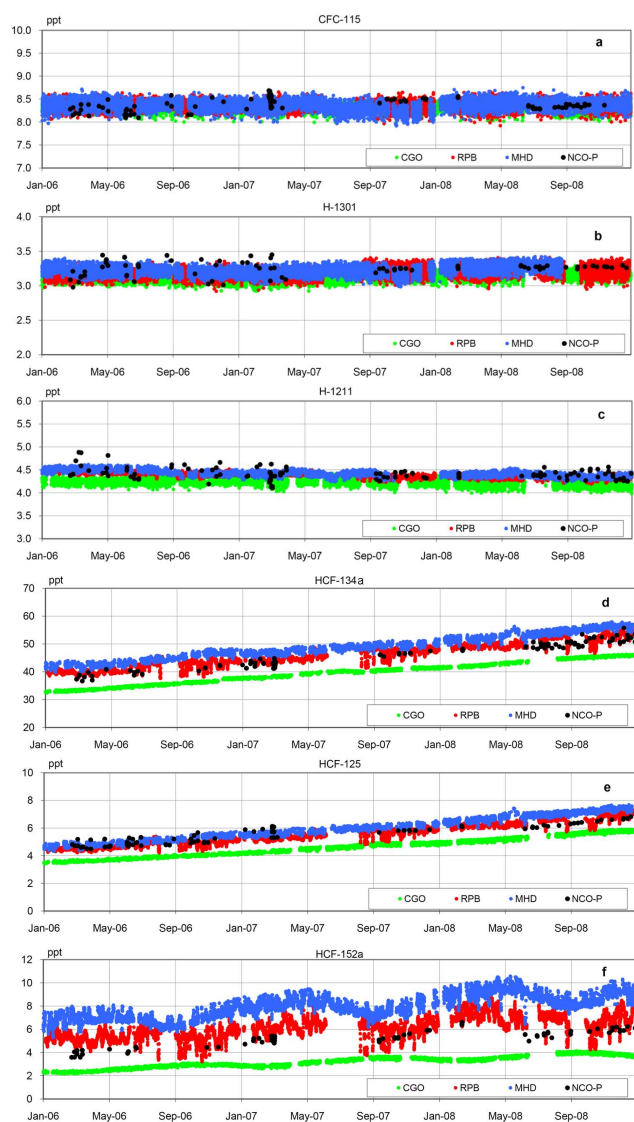 ppt CFC-115
a
10.0
9.5
9.0
8.5
8.0
7.5
7.0
CGO RPB MHD NCO-P
Jan-06 May-06 Sep-06 Jan-07 May-07 Sep-07 Jan-08 May-08 Sep-08
ppt H-1301
b
4.0
3.5
3.0
2.5
2.0
CGO RPB MHD NCO-P
Jan-06 May-06 Sep-06 Jan-07 May-07 Sep-07 Jan-08 May-08 Sep-08
ppt H-1211
c
6.0
5.5
5.0
4.5
4.0
3.5
3.0
CGO RPB MHD NCO-P
Jan-06 May-06 Sep-06 Jan-07 May-07 Sep-07 Jan-08 May-08 Sep-08
ppt HCF-134a
d
70
60
50
40
30
20
CGO RPB MHD NCO-P
Jan-06 May-06 Sep-06 Jan-07 May-07 Sep-07 Jan-08 May-08 Sep-08
ppt HCF-125
e
10
8
6
4
2
0
CGO RPB MHD NCO-P
Jan-06 May-06 Sep-06 Jan-07 May-07 Sep-07 Jan-08 May-08 Sep-08
ppt HCF-152a
f
12
10
8
6
4
2
0
CGO RPB MHD NCO-P
Jan-06 May-06 Sep-06 Jan-07 May-07 Sep-07 Jan-08 May-08 Sep-08